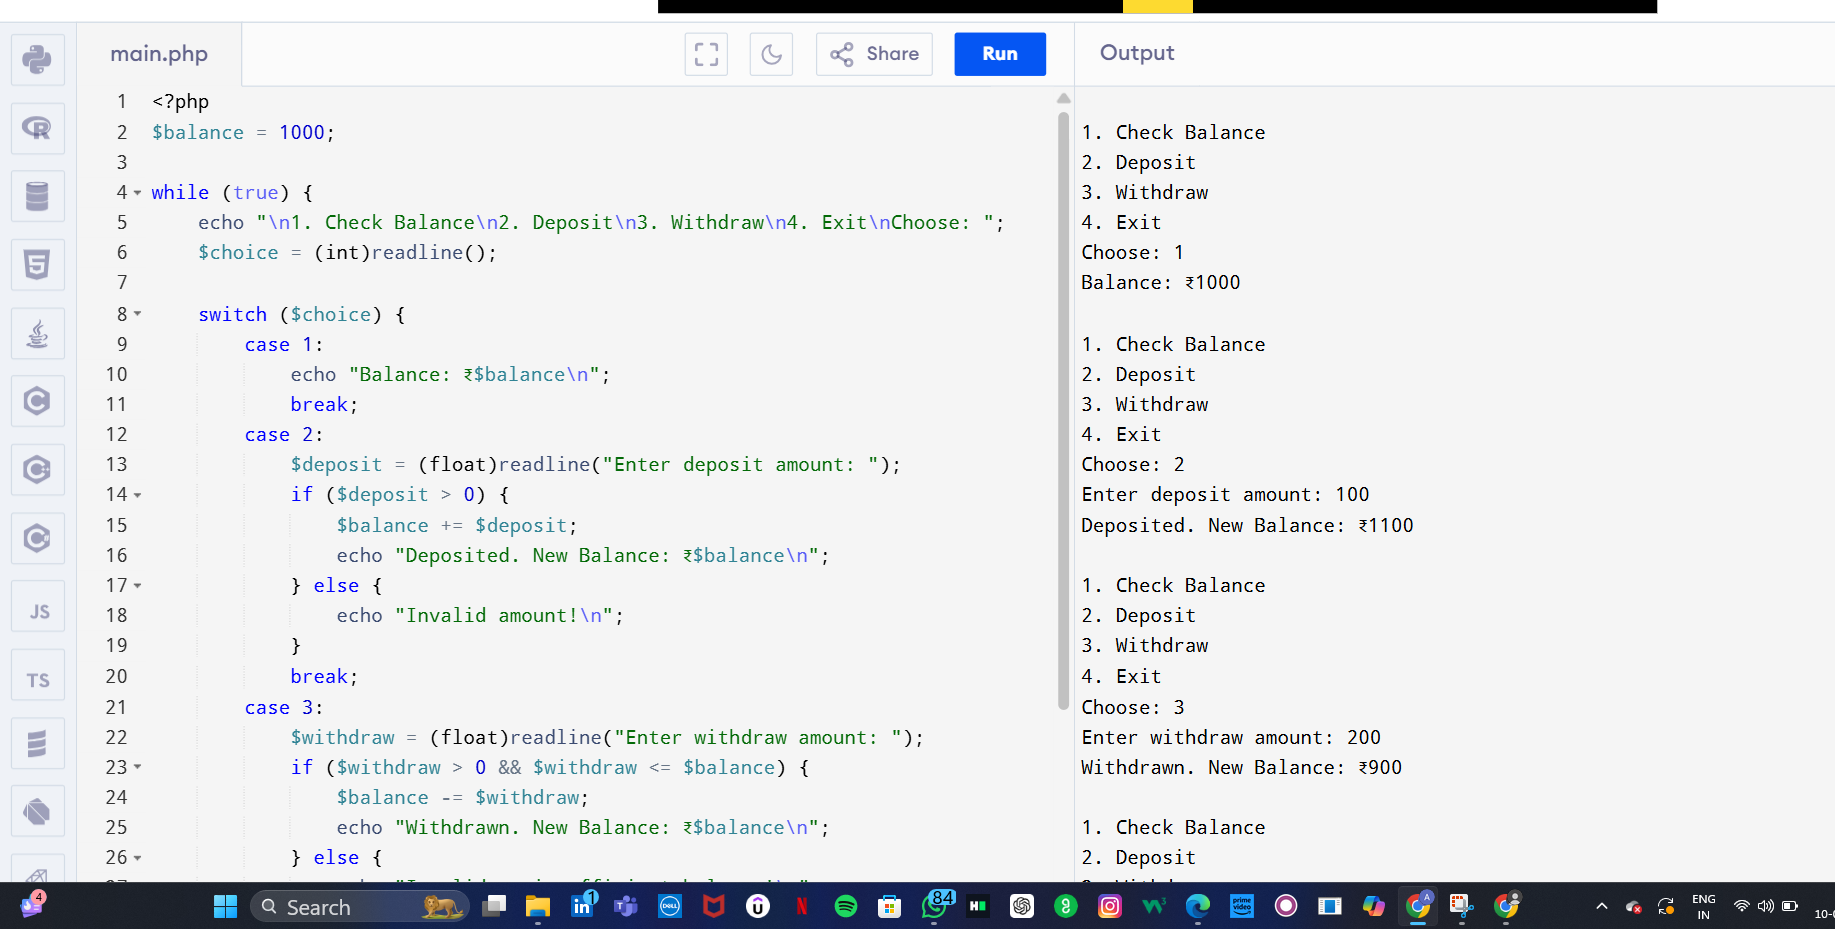 main.php
Share
Run
Output
1 <?php
2 $balance = 1000;
3
4 while (true) {
5 echo "\n1. Check Balance\n2. Deposit\n3. Withdraw\n4. Exit\nChoose: ";
6 $choice = (int)readline();
7
8 switch ($choice) {
9 case 1:
10 echo "Balance: ₹$balance\n";
11 break;
12 case 2:
13 $deposit = (float)readline("Enter deposit amount: ");
14 if ($deposit > 0) {
15 $balance += $deposit;
16 echo "Deposited. New Balance: ₹$balance\n";
17 } else {
18 echo "Invalid amount!\n";
19 }
20 break;
21 case 3:
22 $withdraw = (float)readline("Enter withdraw amount: ");
23 if ($withdraw > 0 && $withdraw <= $balance) {
24 $balance -= $withdraw;
25 echo "Withdrawn. New Balance: ₹$balance\n";
26 } else {
1. Check Balance
2. Deposit
3. Withdraw
4. Exit
Choose: 1
Balance: ₹1000
1. Check Balance
2. Deposit
3. Withdraw
4. Exit
Choose: 2
Enter deposit amount: 100
Deposited. New Balance: ₹1100
1. Check Balance
2. Deposit
3. Withdraw
4. Exit
Choose: 3
Enter withdraw amount: 200
Withdrawn. New Balance: ₹900
1. Check Balance
2. Deposit
R
5
C
C
C
JS
TS
4
Search
in
1
DELL
U
N
84
H
prime video
A
ENG
IN